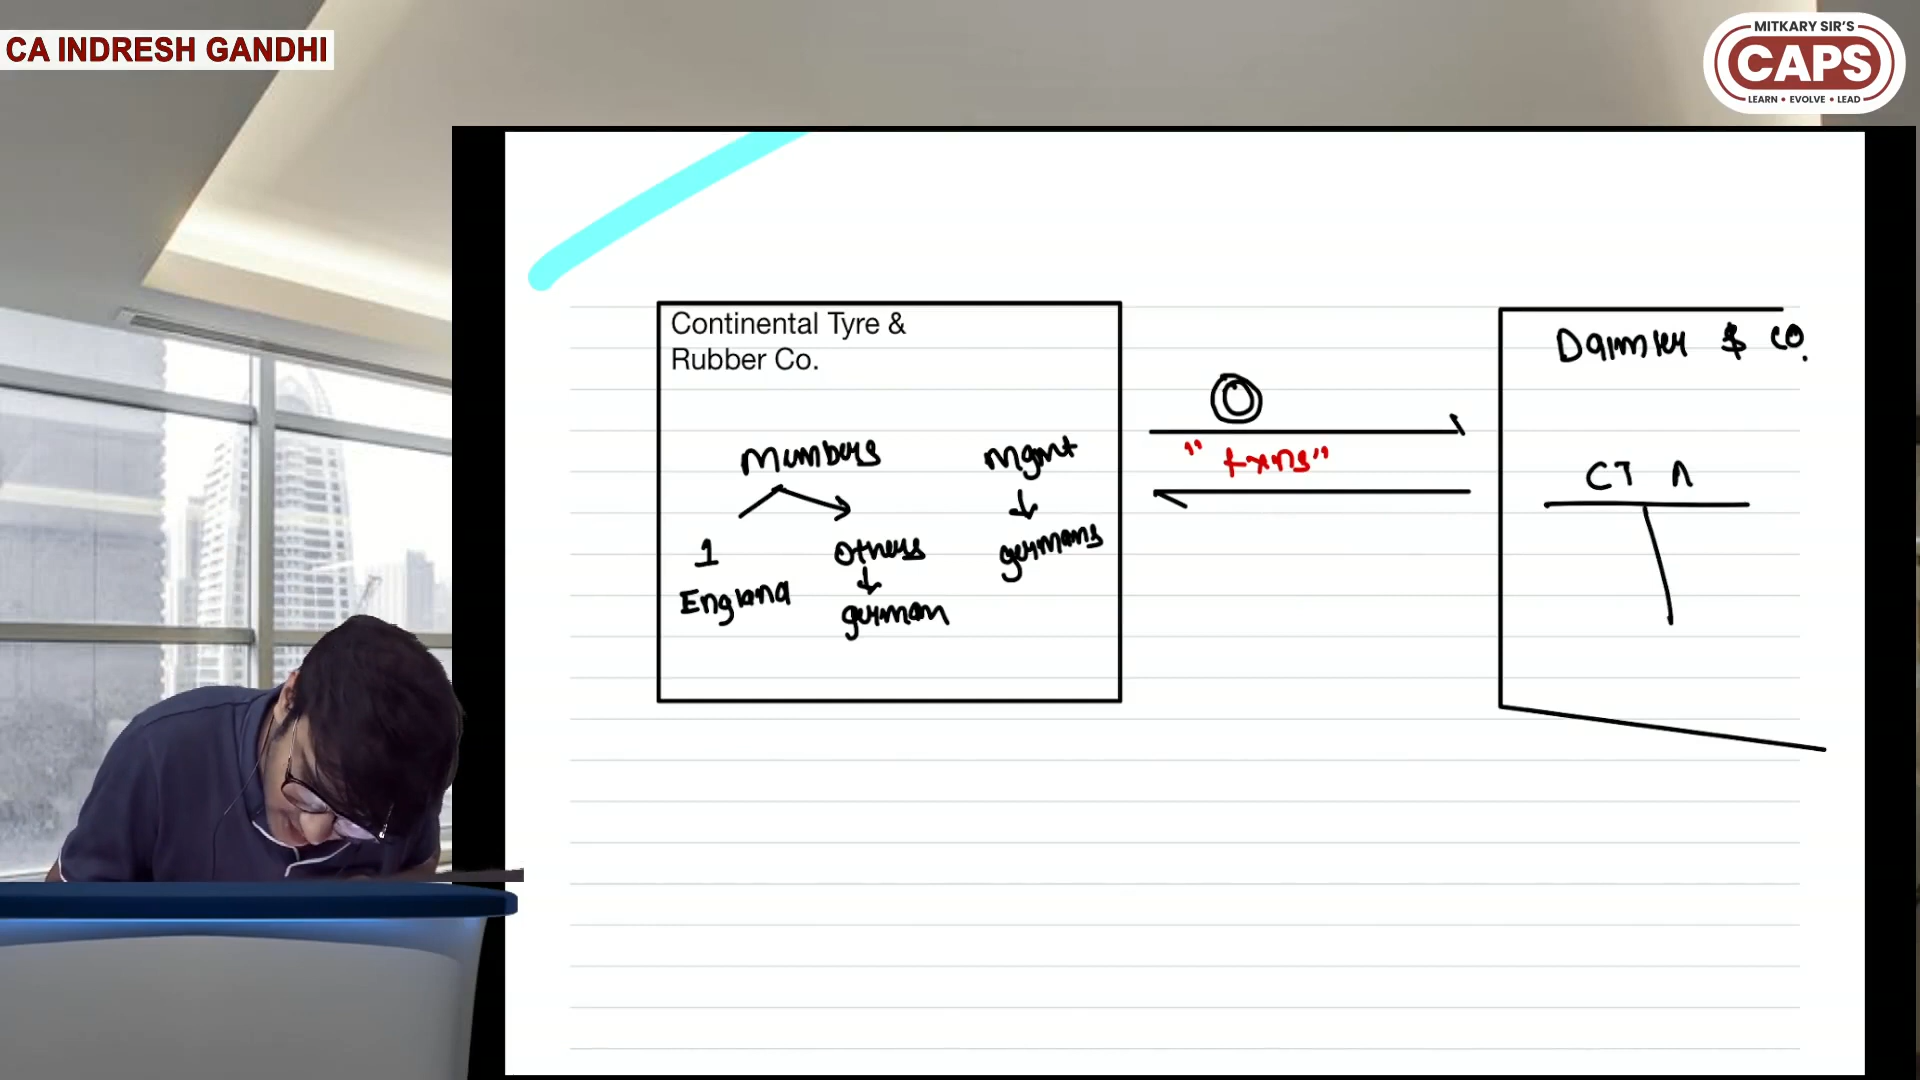 CA INDRESH GANDHI
MITKARY SIR'S
CAPS
LEARN • EVOLVE • LEAD
Continental Tyre &
Rubber Co.
Daimler $ co.
Members
mgmt
"txns"
CT A
1
England
others
german
germans